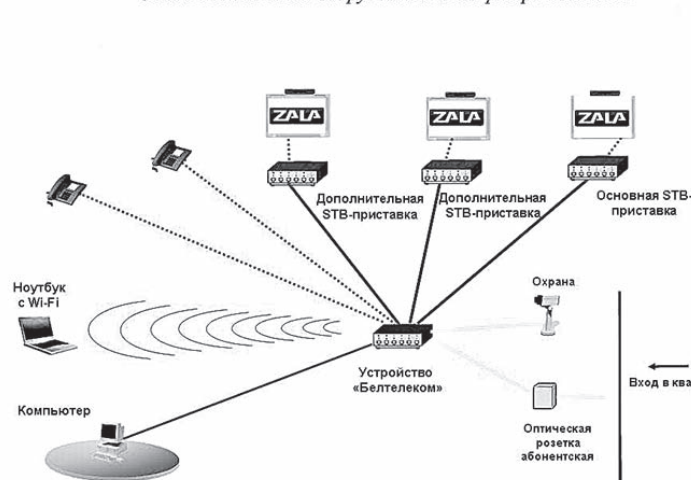 ZALA
ZALA
ZALA
Дополнительная
STB-приставка
Дополнительная
STB-приставка
Основная STB-
приставка
Ноутбук
с Wi-Fi
Охрана
Устройство
«Белтелеком»
Вход в ква
Компьютер
Оптическая
розетка
абонентская